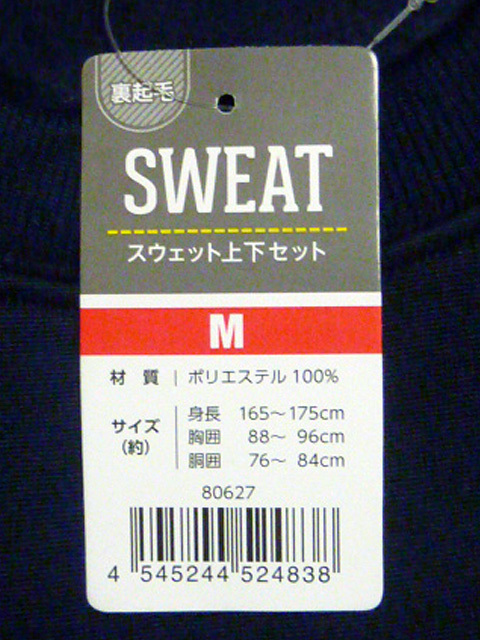 裏起毛
SWEAT
スウェット上下セット
M
材質 ポリエステル 100%
サイズ (約)
身長 165〜175cm
胸囲 88〜 96cm
胴囲 76〜 84cm
80627
4 545244 524838